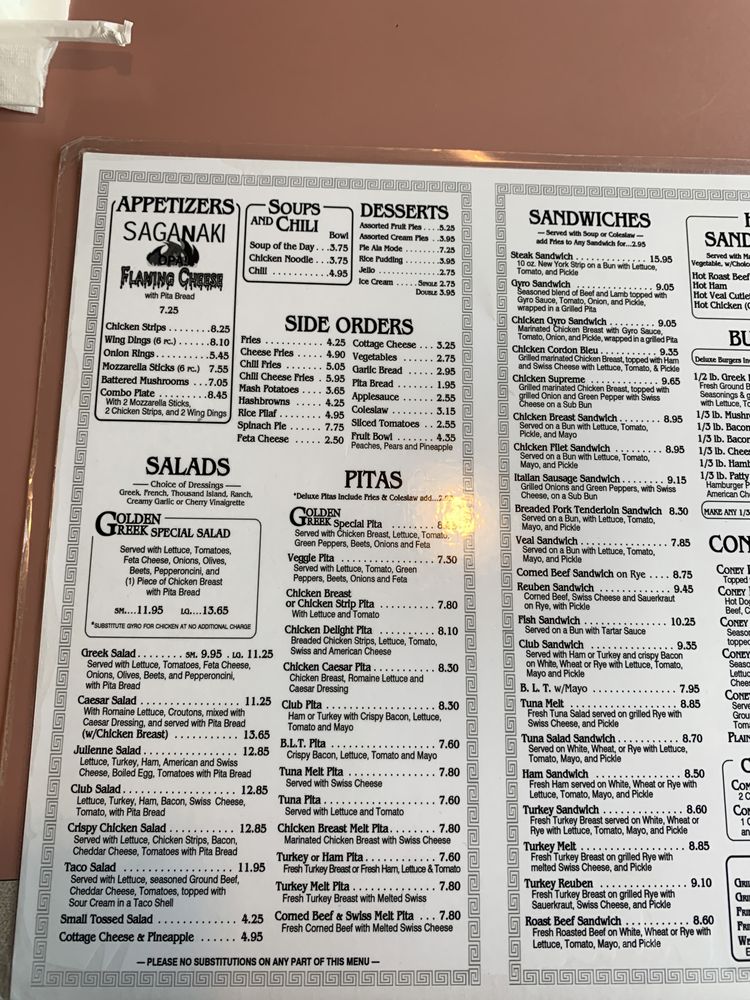 APPETIZERS
SAGANAKI
OPA!
FLAMING CHEESE
with Pita Bread
7.25
Chicken Strips ........8.25
Wing Dings (6 PC.) .......8.10
Onion Rings............5.45
Mozzarella Sticks (6 PC.) 7.55
Battered Mushrooms ...7.05
Combo Plate ...........8.45
With 2 Mozzarella Sticks,
2 Chicken Strips, and 2 Wing Dings
SOUPS
AND CHILI
Bowl
Soup of the Day ...3.75
Chicken Noodle ...3.75
Chili ..............4.95
DESSERTS
Assorted Fruit Pies ....5.25
Assorted Cream Pies ..3.95
Pie Ala Mode ..........7.25
Rice Pudding ..........3.95
Jello ..................2.75
Ice Cream ..... SINGLE 2.75
DOUBLE 3.95
SIDE ORDERS
Fries .............. 4.25
Cheese Fries ....... 4.90
Chili Fries ......... 5.05
Chili Cheese Fries . 5.95
Mash Potatoes .... 3.65
Hashbrowns ....... 4.25
Rice Pilaf .......... 4.95
Spinach Pie ........ 7.75
Feta Cheese ....... 2.50
Cottage Cheese ... 3.25
Vegetables ........ 2.75
Garlic Bread ...... 2.95
Pita Bread ........ 1.95
Applesauce ....... 2.55
Coleslaw .......... 3.15
Sliced Tomatoes .. 2.55
Fruit Bowl ........ 4.35
Peaches, Pears and Pineapple
SALADS
— Choice of Dressings —
Greek, French, Thousand Island, Ranch,
Creamy Garlic or Cherry Vinaigrette
GOLDEN
GREEK SPECIAL SALAD
Served with Lettuce, Tomatoes,
Feta Cheese, Onions, Olives,
Beets, Pepperoncini, and
(1) Piece of Chicken Breast
with Pita Bread
SM....11.95 LG....13.65
*SUBSTITUTE GYRO FOR CHICKEN AT NO ADDITIONAL CHARGE
Greek Salad........ SM. 9.95 . LG. 11.25
Served with Lettuce, Tomatoes, Feta Cheese,
Onions, Olives, Beets, and Pepperoncini,
with Pita Bread
Caesar Salad ...................... 11.25
With Romaine Lettuce, Croutons, mixed with
Caesar Dressing, and served with Pita Bread
(w/Chicken Breast) ............... 13.65
Julienne Salad ..................... 12.85
Lettuce, Turkey, Ham, American and Swiss
Cheese, Boiled Egg, Tomatoes with Pita Bread
Club Salad......................... 12.85
Lettuce, Turkey, Ham, Bacon, Swiss Cheese,
Tomato, with Pita Bread
Crispy Chicken Salad .............. 12.85
Served with Lettuce, Chicken Strips, Bacon,
Cheddar Cheese, Tomatoes with Pita Bread
Taco Salad ........................ 11.95
Served with Lettuce, seasoned Ground Beef,
Cheddar Cheese, Tomatoes, topped with
Sour Cream in a Taco Shell
Small Tossed Salad ................ 4.25
Cottage Cheese & Pineapple ...... 4.95
PITAS
*Deluxe Pitas Include Fries & Coleslaw add...
GOLDEN
GREEK Special Pita ........
Served with Chicken Breast, Lettuce, Tomato,
Green Peppers, Beets, Onions and Feta
Veggie Pita ..................... 7.30
Served with Lettuce, Tomato, Green
Peppers, Beets, Onions and Feta
Chicken Breast
or Chicken Strip Pita ........... 7.80
With Lettuce and Tomato
Chicken Delight Pita ............ 8.10
Breaded Chicken Strips, Lettuce, Tomato,
Swiss and American Cheese
Chicken Caesar Pita............. 8.30
Chicken Breast, Romaine Lettuce and
Caesar Dressing
Club Pita ....................... 8.30
Ham or Turkey with Crispy Bacon, Lettuce,
Tomato and Mayo
B.L.T. Pita ...................... 7.60
Crispy Bacon, Lettuce, Tomato and Mayo
Tuna Melt Pita .................. 7.80
Served with Swiss Cheese
Tuna Pita........................ 7.60
Served with Lettuce and Tomato
Chicken Breast Melt Pita........ 7.80
Marinated Chicken Breast with Swiss Cheese
Turkey or Ham Pita............. 7.60
Fresh Turkey Breast or Fresh Ham, Lettuce & Tomato
Turkey Melt Pita ................ 7.80
Fresh Turkey Breast with Melted Swiss
Corned Beef & Swiss Melt Pita ... 7.80
Fresh Corned Beef with Melted Swiss Cheese
— PLEASE NO SUBSTITUTIONS ON ANY PART OF THIS MENU —
SANDWICHES
— Served with Soup or Coleslaw —
add Fries to Any Sandwich for...2.95
Steak Sandwich .................... 15.95
10 oz. New York Strip on a Bun with Lettuce,
Tomato, and Pickle
Gyro Sandwich ..................... 9.05
Seasoned blend of Beef and Lamb topped with
Gyro Sauce, Tomato, Onion, and Pickle,
wrapped in a Grilled Pita
Chicken Gyro Sandwich ............ 9.05
Marinated Chicken Breast with Gyro Sauce,
Tomato, Onion, and Pickle, wrapped in a grilled Pita
Chicken Cordon Bleu .............. 9.35
Grilled marinated Chicken Breast, topped with Ham
and Swiss Cheese with Lettuce, Tomato, & Pickle
Chicken Supreme .................. 9.65
Grilled marinated Chicken Breast, topped with
grilled Onion and Green Pepper with Swiss
Cheese on a Sub Bun
Chicken Breast Sandwich.......... 8.95
Served on a Bun with Lettuce, Tomato,
Pickle, and Mayo
Chicken Filet Sandwich ........... 8.95
Served on a Bun with Lettuce, Tomato,
Mayo, and Pickle
Italian Sausage Sandwich ......... 9.15
Grilled Onions and Green Peppers, with Swiss
Cheese, on a Sub Bun
Breaded Pork Tenderloin Sandwich 8.30
Served on a Bun, with Lettuce, Tomato,
Mayo, and Pickle
Veal Sandwich ..................... 7.85
Served on a Bun with Lettuce, Tomato,
Mayo, and Pickle
Corned Beef Sandwich on Rye .... 8.75
Reuben Sandwich .................. 9.45
Corned Beef, Swiss Cheese and Sauerkraut
on Rye, with Pickle
Fish Sandwich ..................... 10.25
Served on a Bun with Tartar Sauce
Club Sandwich ..................... 9.35
Served with Ham or Turkey and crispy Bacon
on White, Wheat or Rye with Lettuce, Tomato,
Mayo and Pickle
B. L. T. w/Mayo .................... 7.95
Tuna Melt .......................... 8.85
Fresh Tuna Salad served on grilled Rye with
Swiss Cheese, and Pickle
Tuna Salad Sandwich .............. 8.70
Served on White, Wheat, or Rye with Lettuce,
Tomato, Mayo, and Pickle
Ham Sandwich ..................... 8.50
Fresh Ham served on White, Wheat or Rye with
Lettuce, Tomato, Mayo, and Pickle
Turkey Sandwich .................. 8.60
Fresh Turkey Breast served on White, Wheat or
Rye with Lettuce, Tomato, Mayo, and Pickle
Turkey Melt ........................ 8.85
Fresh Turkey Breast on grilled Rye with
melted Swiss Cheese, and Pickle
Turkey Reuben ..................... 9.10
Fresh Turkey Breast on grilled Rye with
Sauerkraut, Swiss Cheese, and Pickle
Roast Beef Sandwich .............. 8.60
Fresh Roasted Beef on White, Wheat or Rye with
Lettuce, Tomato, Mayo, and Pickle
SAND
Served with
Vegetable,
Hot Roast Beef
Hot Ham
Hot Veal
Hot Chicken
BU
Deluxe Burgers
1/2 lb. Greek
Fresh Ground
Seasonings &
with Lettuce,
1/3 lb.
1/3 lb. Bacon
1/3 lb.
1/3 lb.
1/3 lb.
1/3 lb. Patty
Hamburger
American
MAKE ANY 1/3
CON
CONEY
Topped
CONEY
Hot
Beef,
CONEY
topped
CONEY
CONEY
PLAIN